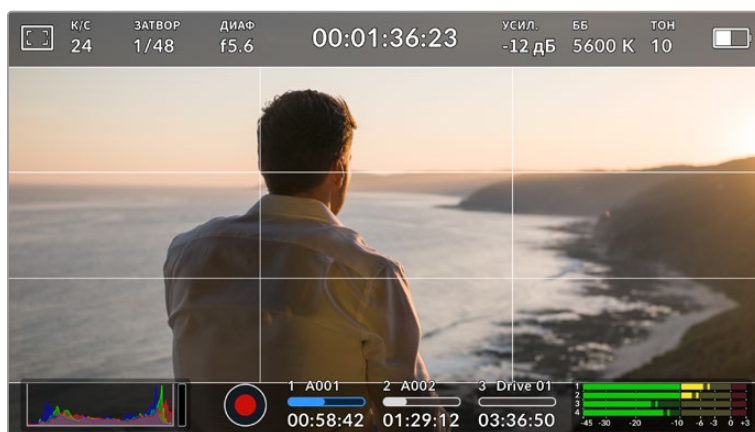 К/С ЗАТВОР ДИАФ 00:01:36:23 УСИЛ. ББ ТОН
24 1/48 f5.6 -12 дБ 5600 K 10
1 A001 2 A002 3 Drive 01
00:58:42 01:29:12 03:36:50
1
2
3
4
-45 -30 -20 -10 -6 -3 0 +3